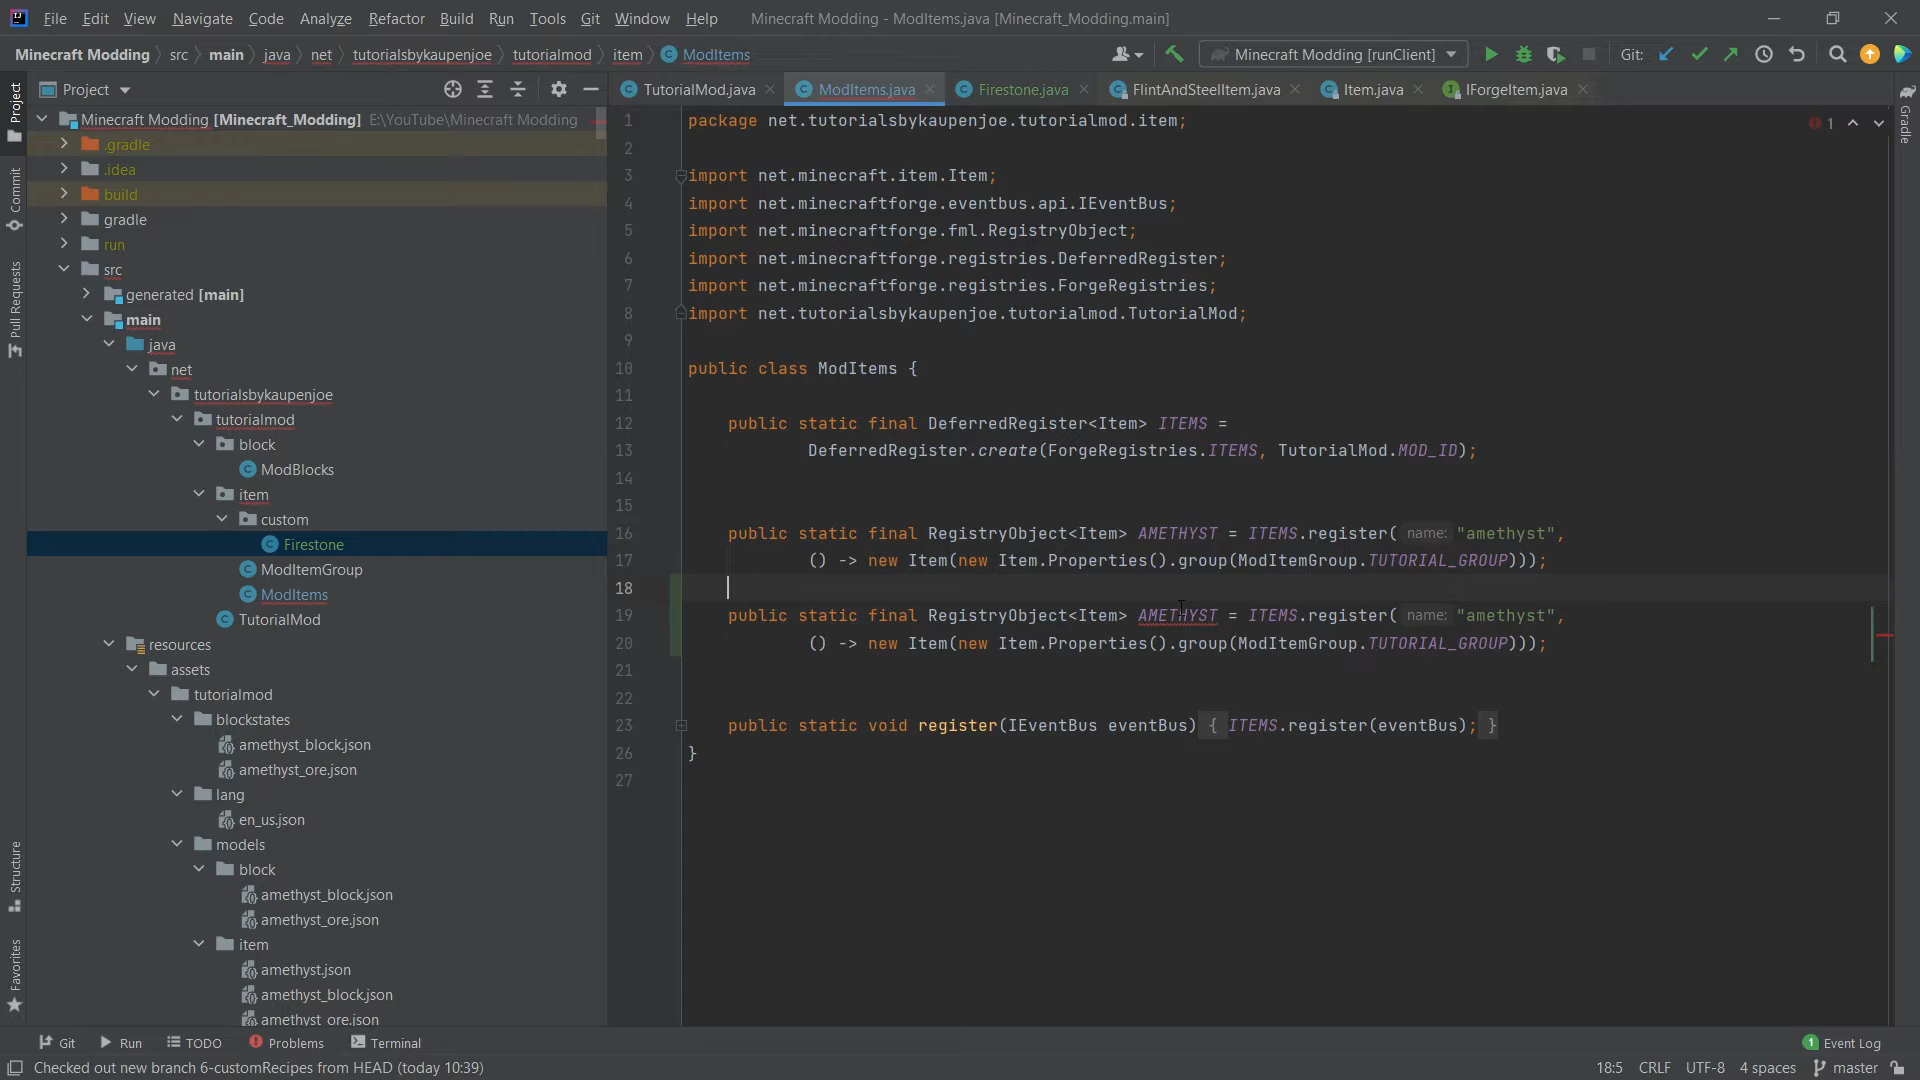 File Edit View Navigate Code Analyze Refactor Build Run Tools Git Window Help Minecraft Modding - ModItems.java [Minecraft_Modding.main]
Minecraft Modding src main java net tutorialsbykaupenjoe tutorialmod item ModItems Minecraft Modding [runClient] Git:
Project
TutorialMod.java ModItems.java Firestone.java FlintAndSteelItem.java Item.java IForgeItem.java
Project
Commit
Pull Requests
Structure
Favorites
Minecraft Modding [Minecraft_Modding] E:\YouTube\Minecraft Modding
.gradle
.idea
build
gradle
run
src
generated [main]
main
java
net
tutorialsbykaupenjoe
tutorialmod
block
ModBlocks
item
custom
Firestone
ModItemGroup
ModItems
TutorialMod
resources
assets
tutorialmod
blockstates
amethyst_block.json
amethyst_ore.json
lang
en_us.json
models
block
amethyst_block.json
amethyst_ore.json
item
amethyst.json
amethyst_block.json
amethyst_ore.json
1 package net.tutorialsbykaupenjoe.tutorialmod.item;
2
3 import net.minecraft.item.Item;
4 import net.minecraftforge.eventbus.api.IEventBus;
5 import net.minecraftforge.fml.RegistryObject;
6 import net.minecraftforge.registries.DeferredRegister;
7 import net.minecraftforge.registries.ForgeRegistries;
8 import net.tutorialsbykaupenjoe.tutorialmod.TutorialMod;
9
10 public class ModItems {
11
12 public static final DeferredRegister<Item> ITEMS =
13 DeferredRegister.create(ForgeRegistries.ITEMS, TutorialMod.MOD_ID);
14
15
16 public static final RegistryObject<Item> AMETHYST = ITEMS.register( name: "amethyst",
17 () -> new Item(new Item.Properties().group(ModItemGroup.TUTORIAL_GROUP)));
18
19 public static final RegistryObject<Item> AMETHYST = ITEMS.register( name: "amethyst",
20 () -> new Item(new Item.Properties().group(ModItemGroup.TUTORIAL_GROUP)));
21
22
23 public static void register(IEventBus eventBus) { ITEMS.register(eventBus); }
26 }
27
1
Gradle
Git Run TODO Problems Terminal 1 Event Log
Checked out new branch 6-customRecipes from HEAD (today 10:39) 18:5 CRLF UTF-8 4 spaces master